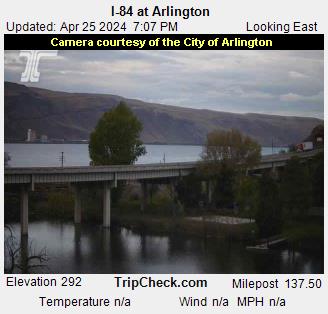 I-84 at Arlington
Updated: Apr 25 2024 7:07 PM Looking East
Camera courtesy of the City of Arlington
Elevation 292 TripCheck.com Milepost 137.50
Temperature n/a Wind n/a MPH n/a